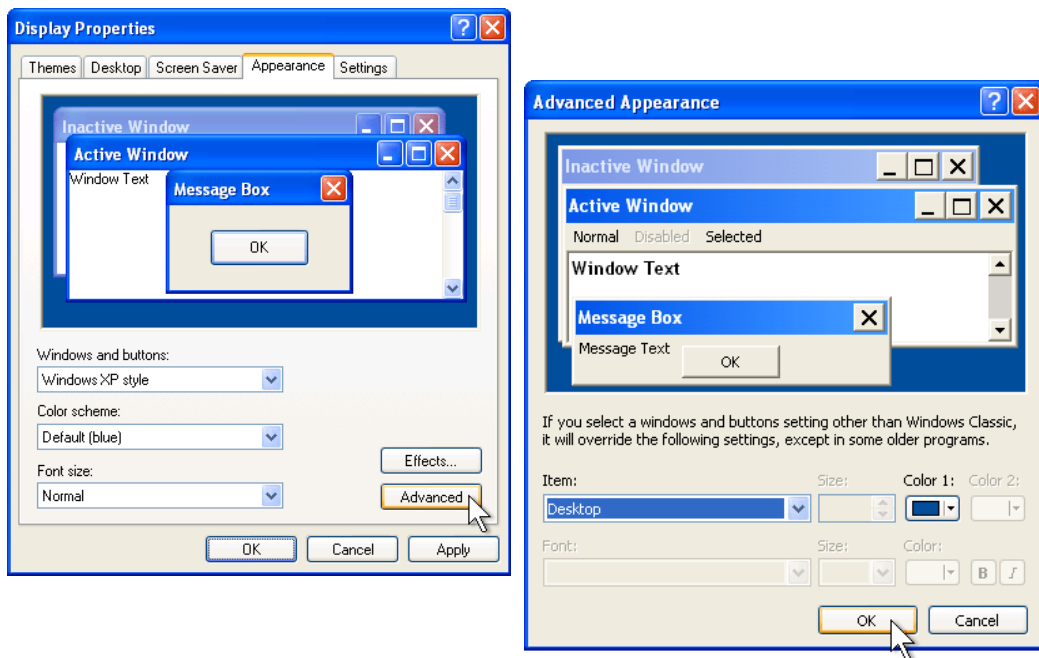 Display Properties
Themes Desktop Screen Saver Appearance Settings
Inactive Window
Active Window
Window Text
Message Box
OK
Windows and buttons:
Windows XP style
Color scheme:
Default (blue)
Font size:
Normal
Effects...
Advanced
OK Cancel Apply
Advanced Appearance
Inactive Window
Active Window
Normal Disabled Selected
Window Text
Message Box
Message Text
OK
If you select a windows and buttons setting other than Windows Classic,
it will override the following settings, except in some older programs.
Item: Size: Color 1: Color 2:
Desktop
Font: Size: Color:
B I
OK Cancel